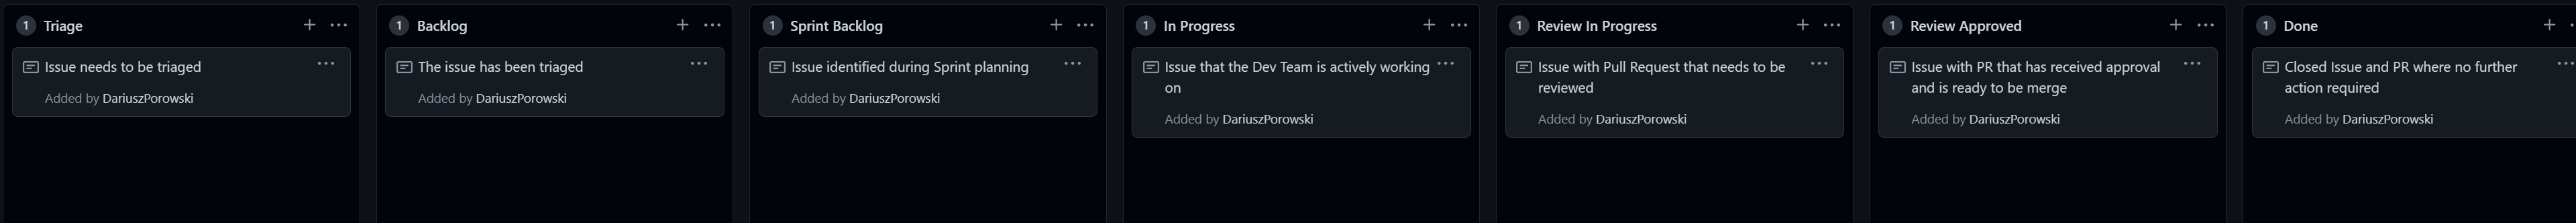 1 Triage
Issue needs to be triaged
Added by DariuszPorowski
1 Backlog
The issue has been triaged
Added by DariuszPorowski
1 Sprint Backlog
Issue identified during Sprint planning
Added by DariuszPorowski
1 In Progress
Issue that the Dev Team is actively working
on
Added by DariuszPorowski
1 Review In Progress
Issue with Pull Request that needs to be
reviewed
Added by DariuszPorowski
1 Review Approved
Issue with PR that has received approval
and is ready to be merge
Added by DariuszPorowski
1 Done
Closed Issue and PR where no further
action required
Added by DariuszPorowski